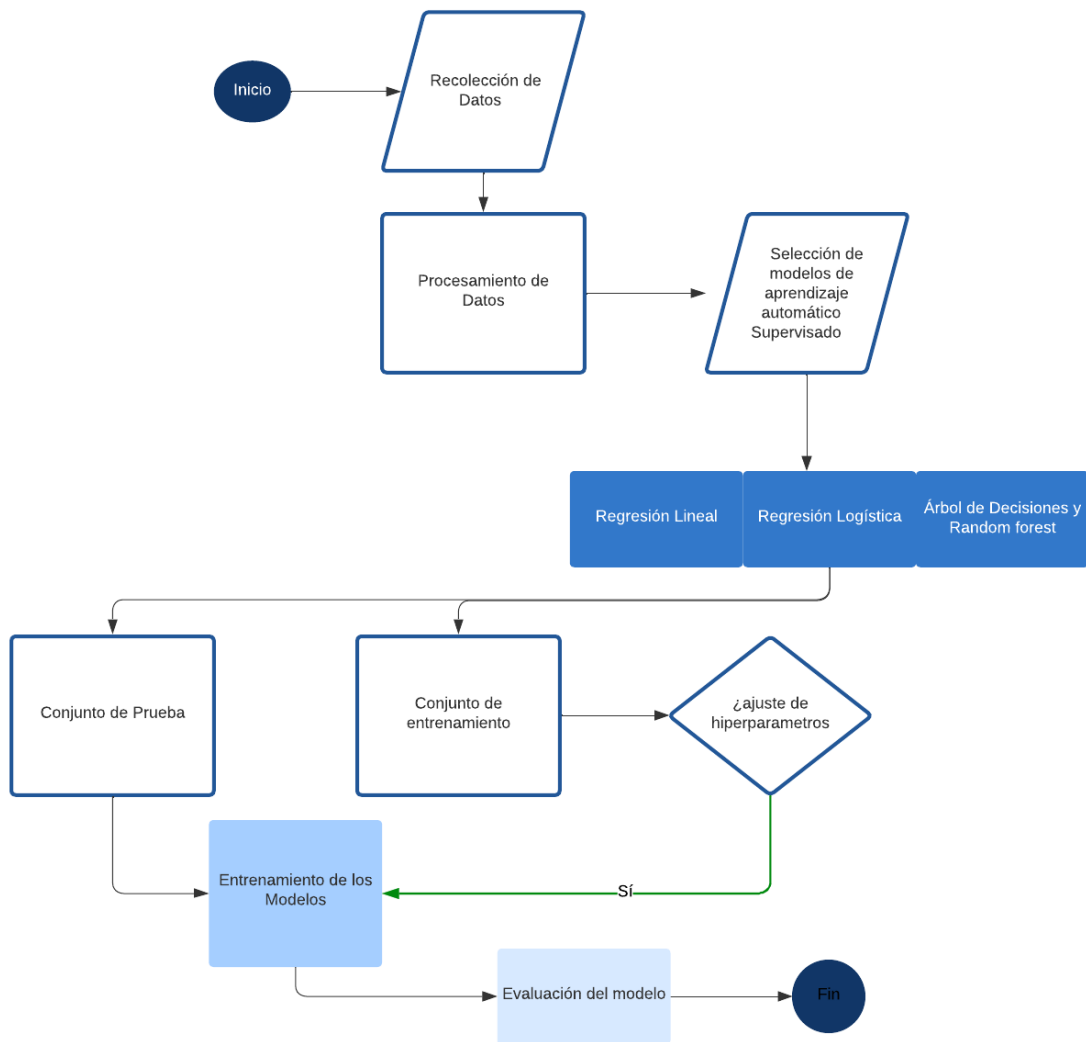 Inicio
Recolección de
Datos
Procesamiento de
Datos
Selección de
modelos de
aprendizaje
automático
Supervisado
Regresión Lineal
Regresión Logística
Árbol de Decisiones y
Random forest
Conjunto de Prueba
Conjunto de
entrenamiento
¿ajuste de
hiperparametros
Entrenamiento de los
Modelos
Sí
Evaluación del modelo
Fin